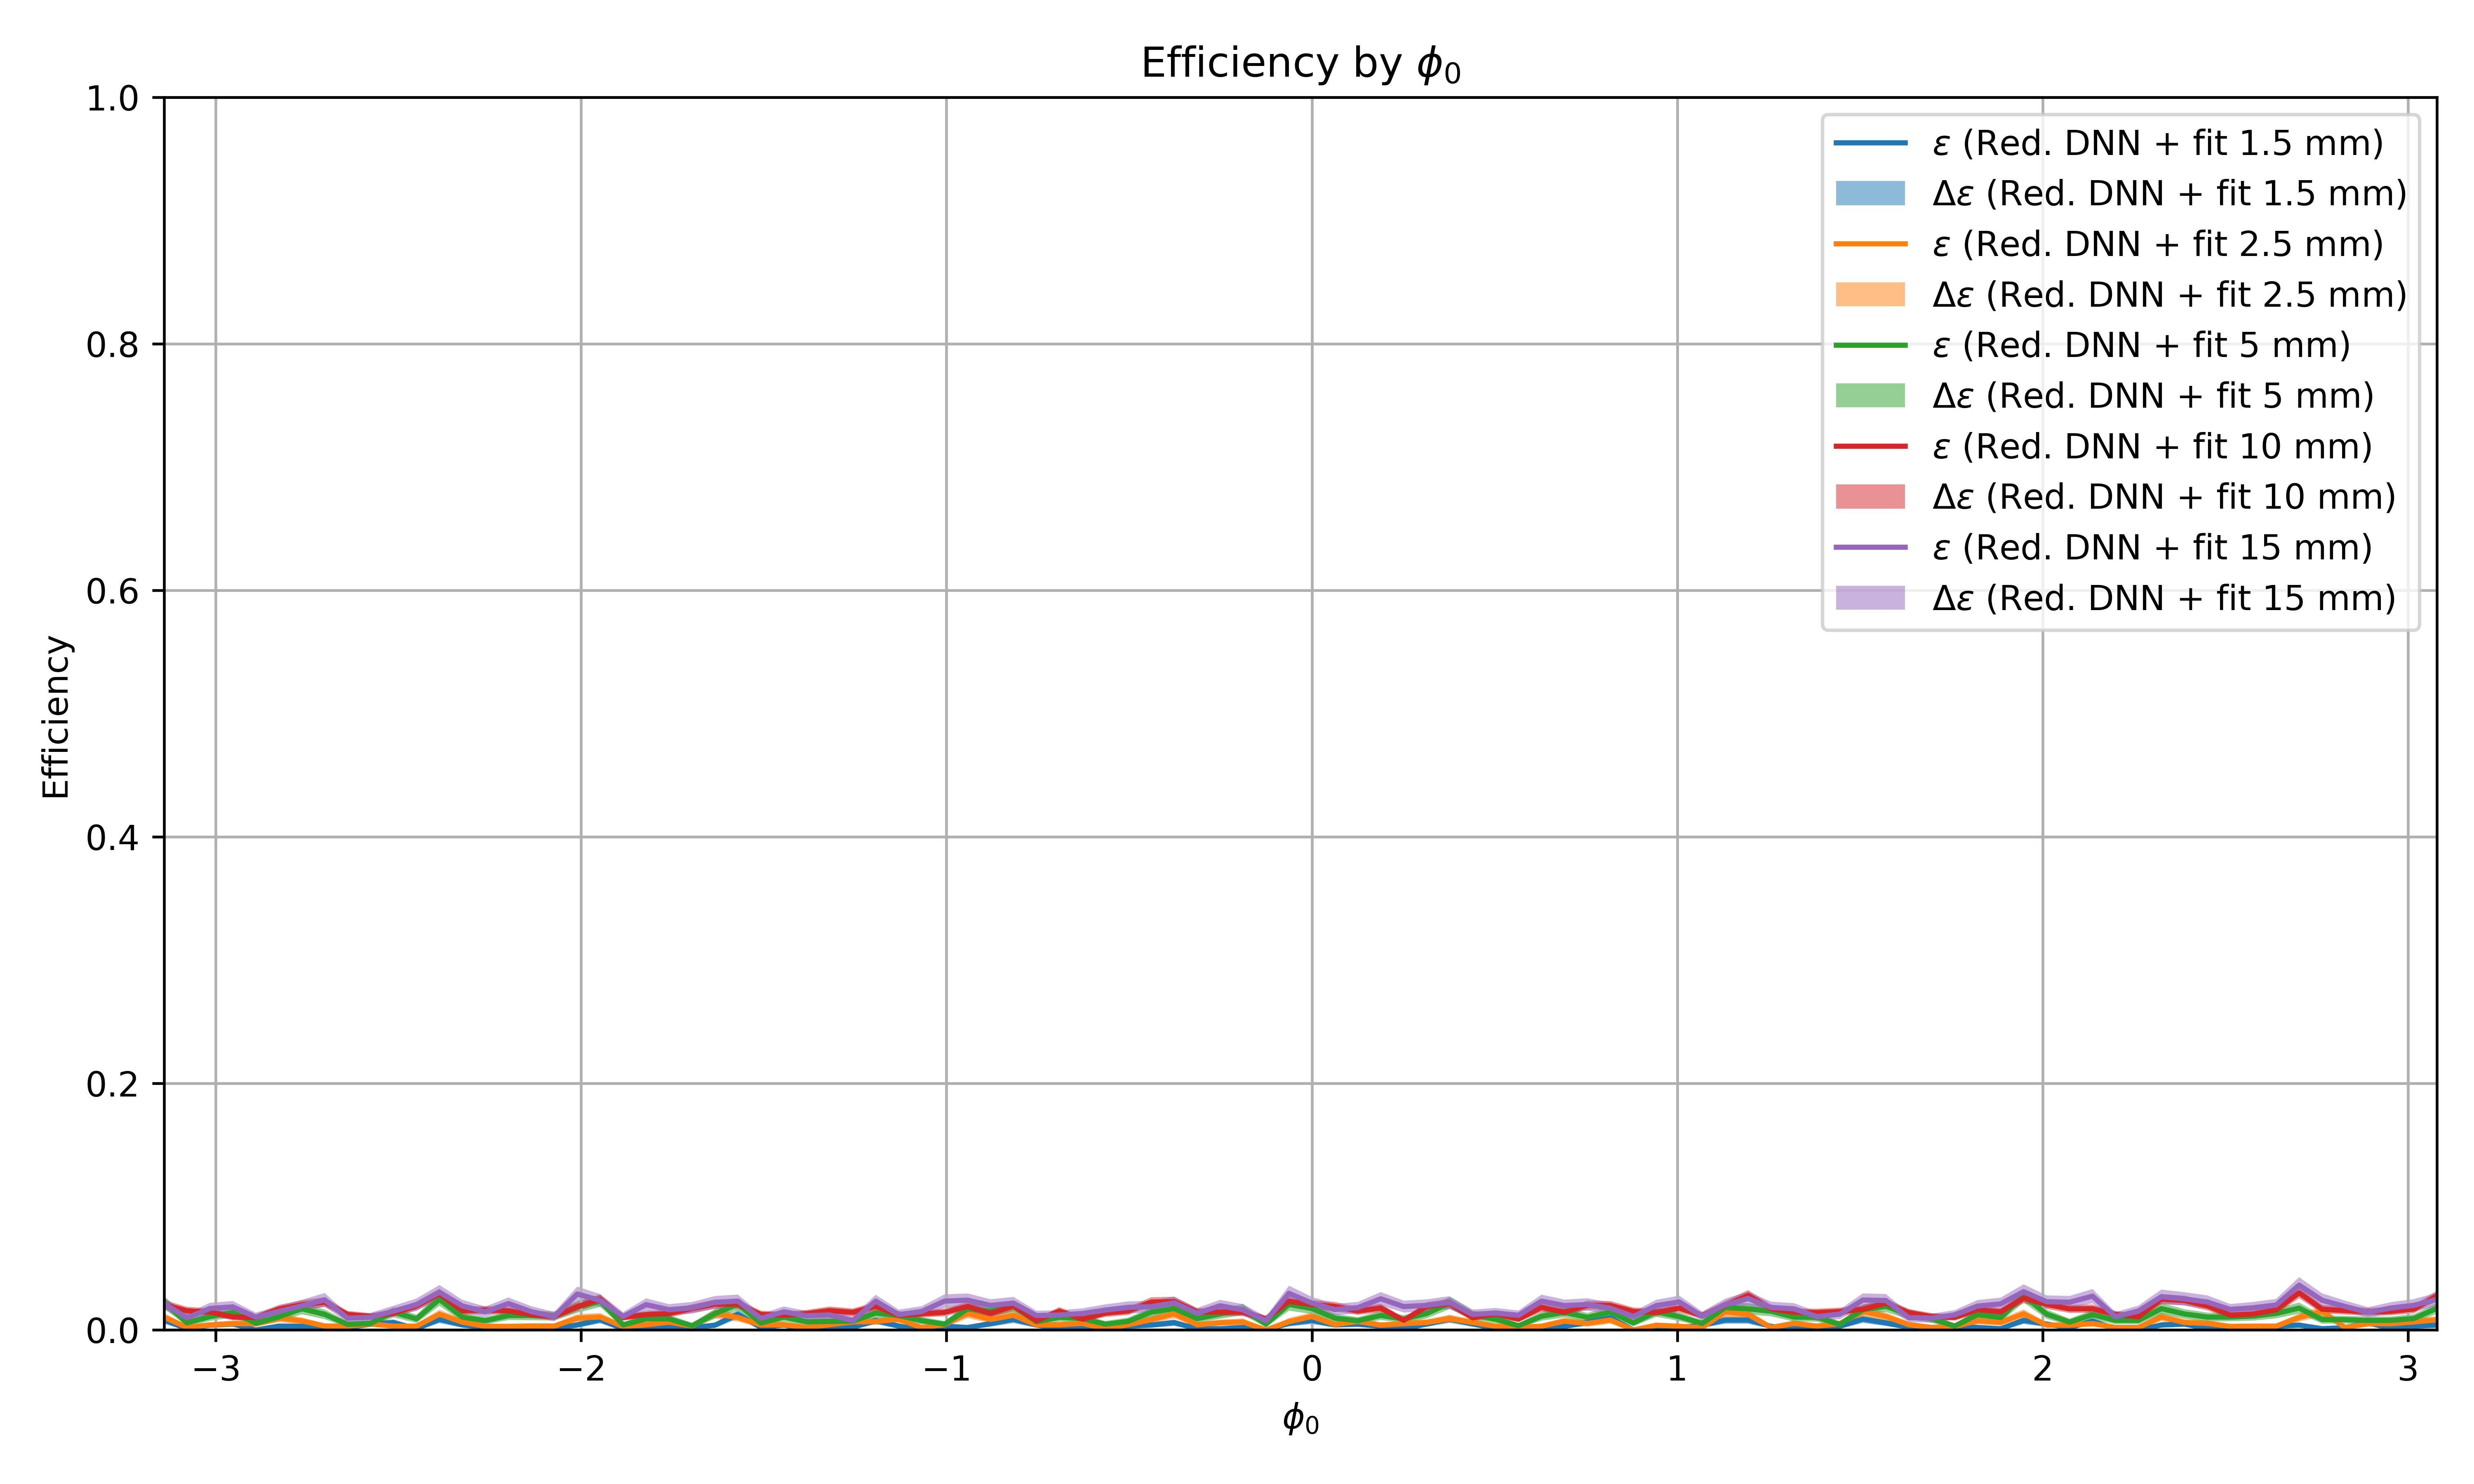 Efficiency by ϕ₀
1.0
0.8
0.6
0.4
0.2
0.0
Efficiency
ε (Red. DNN + fit 1.5 mm)
Δε (Red. DNN + fit 1.5 mm)
ε (Red. DNN + fit 2.5 mm)
Δε (Red. DNN + fit 2.5 mm)
ε (Red. DNN + fit 5 mm)
Δε (Red. DNN + fit 5 mm)
ε (Red. DNN + fit 10 mm)
Δε (Red. DNN + fit 10 mm)
ε (Red. DNN + fit 15 mm)
Δε (Red. DNN + fit 15 mm)
−3 −2 −1 0 1 2 3
ϕ₀